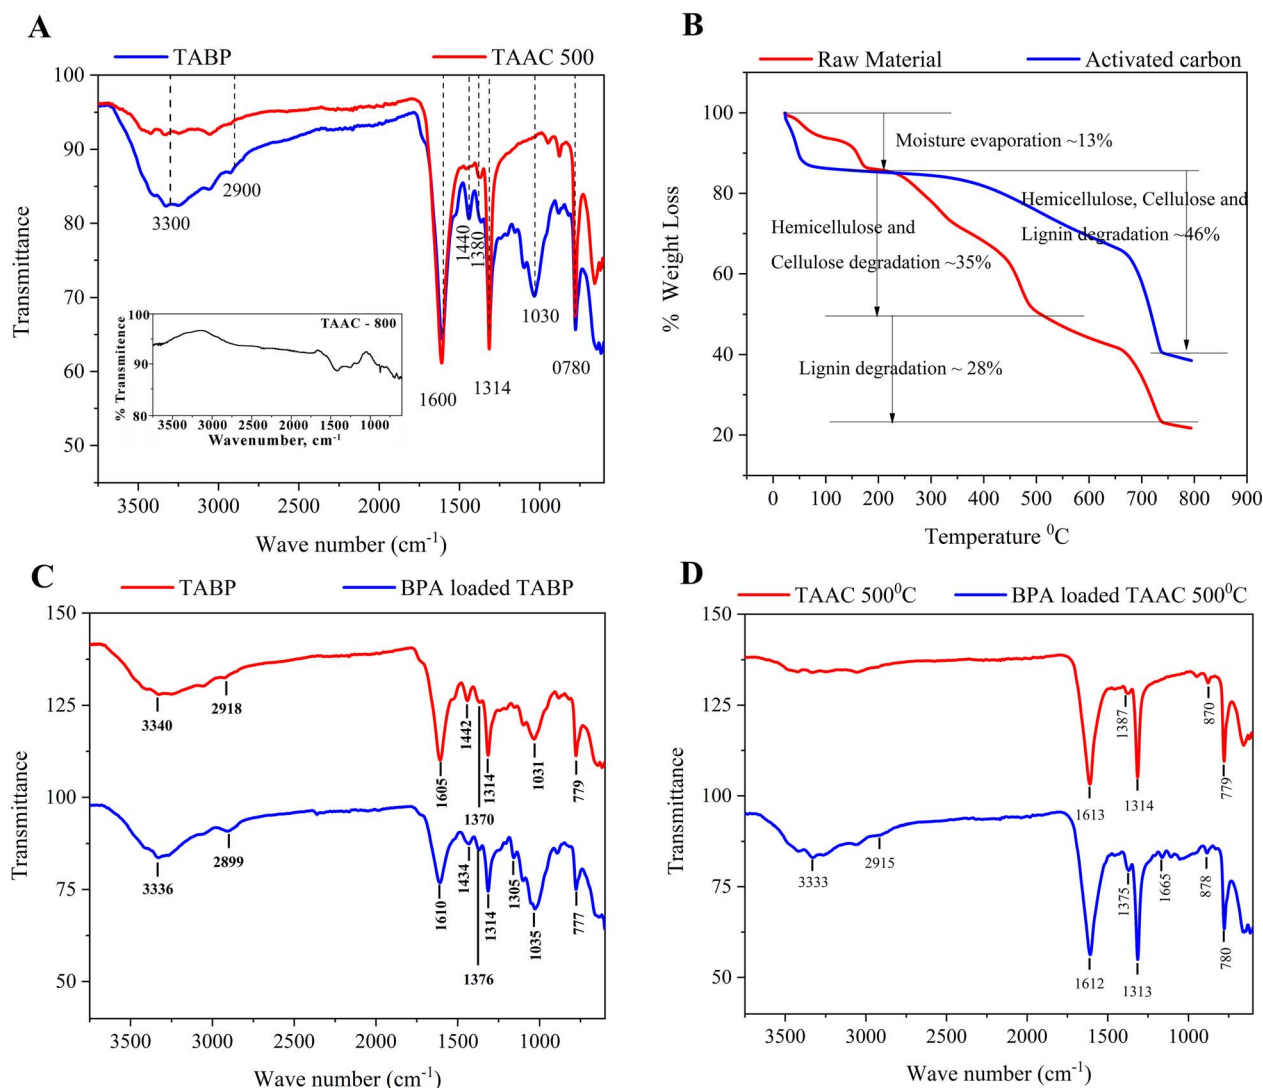 A
TABP
TAAC 500
100
90
80
70
60
50
Transmittance
3300
2900
1600
1440
1380
1314
1030
0780
3500
3000
2500
2000
1500
1000
Wave number (cm-1)
TAAC - 800
100
90
80
% Transmitence
3500 3000 2500 2000 1500 1000
Wavenumber, cm-1
B
Raw Material
Activated carbon
100
80
60
40
20
% Weight Loss
Moisture evaporation ~13%
Hemicellulose, Cellulose and
Lignin degradation ~46%
Hemicellulose and
Cellulose degradation ~35%
Lignin degradation ~ 28%
0 100 200 300 400 500 600 700 800 900
Temperature 0C
C
TABP
BPA loaded TABP
150
125
100
75
50
Transmittance
3340
2918
1605
1442
1370
1314
1031
779
3336
2899
1610
1434
1376
1314
1305
1035
777
3500 3000 2500 2000 1500 1000
Wave number (cm-1)
D
TAAC 5000C
BPA loaded TAAC 5000C
150
125
100
75
50
Transmittance
1613
1387
1314
870
779
3333
2915
1612
1375
1313
1665
878
780
3500 3000 2500 2000 1500 1000
Wave number (cm-1)